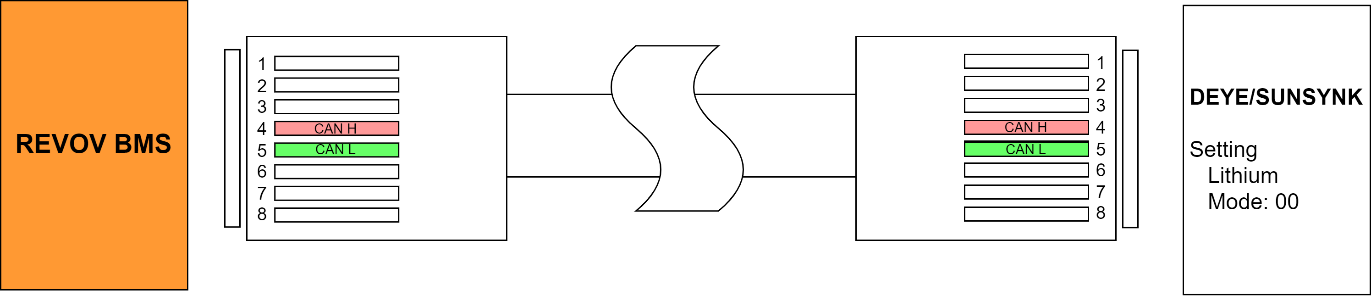 REVOV BMS
1
2
3
4 CAN H
5 CAN L
6
7
8
1
2
3
CAN H 4
CAN L 5
6
7
8
DEYE/SUNSYNK
Setting
Lithium
Mode: 00